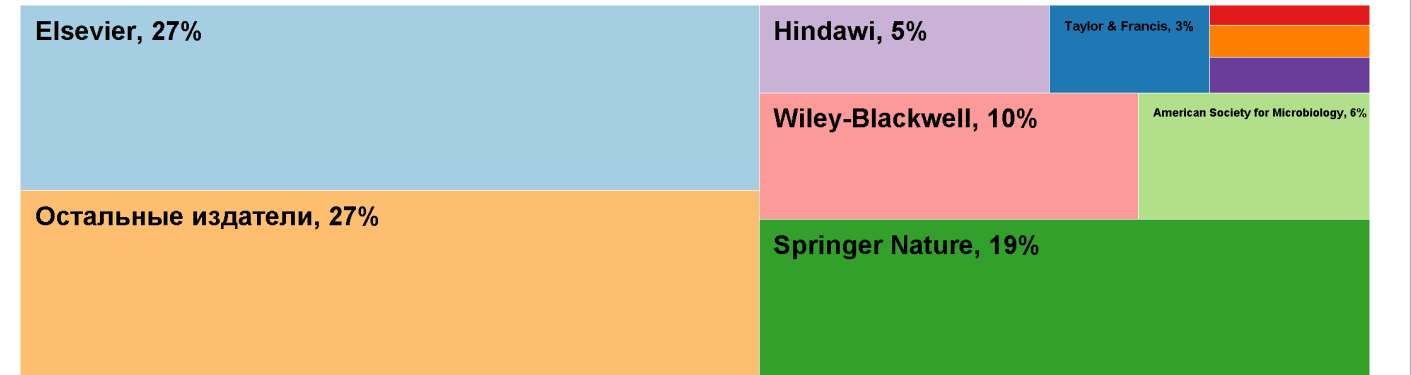 Elsevier, 27%
Hindawi, 5%
Taylor & Francis, 3%
Wiley-Blackwell, 10%
American Society for Microbiology, 6%
Остальные издатели, 27%
Springer Nature, 19%